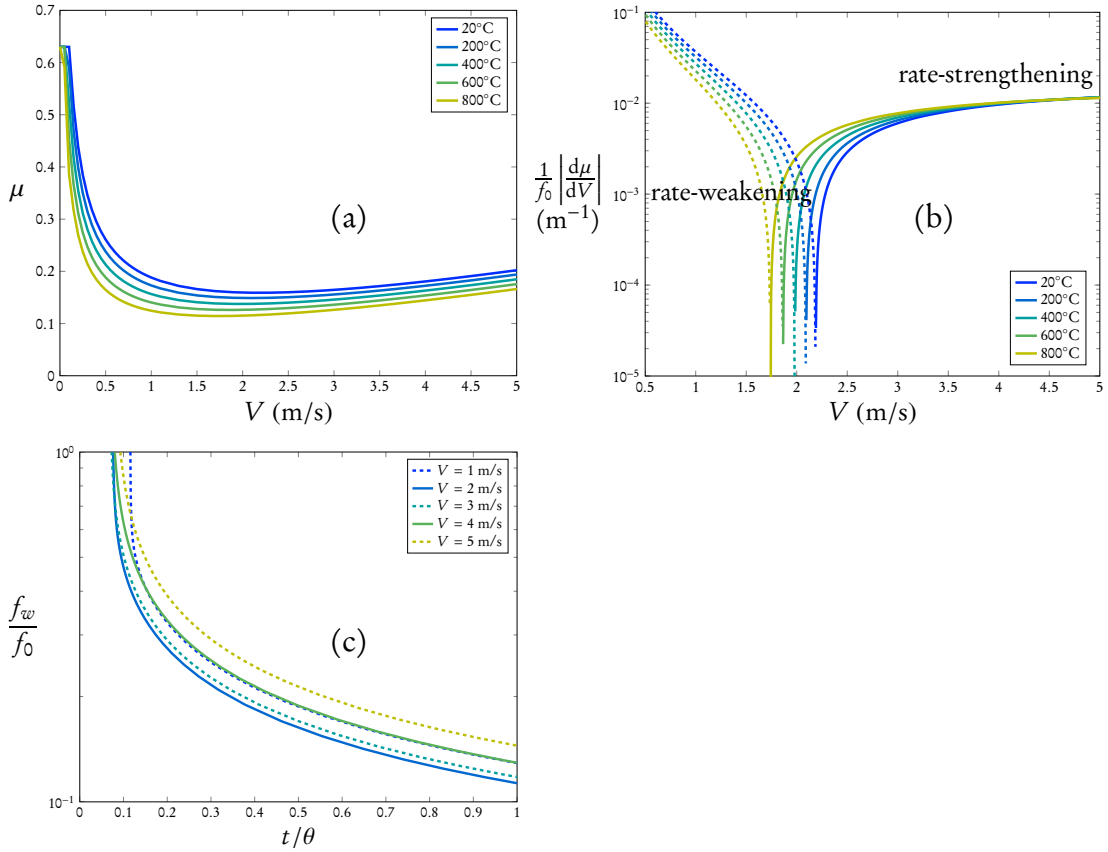 0.7
0.6
0.5
0.4
0.3
0.2
0.1
0
μ
20°C
200°C
400°C
600°C
800°C
(a)
0 0.5 1 1.5 2 2.5 3 3.5 4 4.5 5
V (m/s)
10⁻¹
10⁻²
10⁻³
10⁻⁴
10⁻⁵
1/f₀ |dμ/dV|
(m⁻¹)
rate-strengthening
rate-weakening
(b)
20°C
200°C
400°C
600°C
800°C
0.5 1 1.5 2 2.5 3 3.5 4 4.5 5
V (m/s)
10⁰
10⁻¹
f_w/f₀
V = 1 m/s
V = 2 m/s
V = 3 m/s
V = 4 m/s
V = 5 m/s
(c)
0 0.1 0.2 0.3 0.4 0.5 0.6 0.7 0.8 0.9 1
t/θ